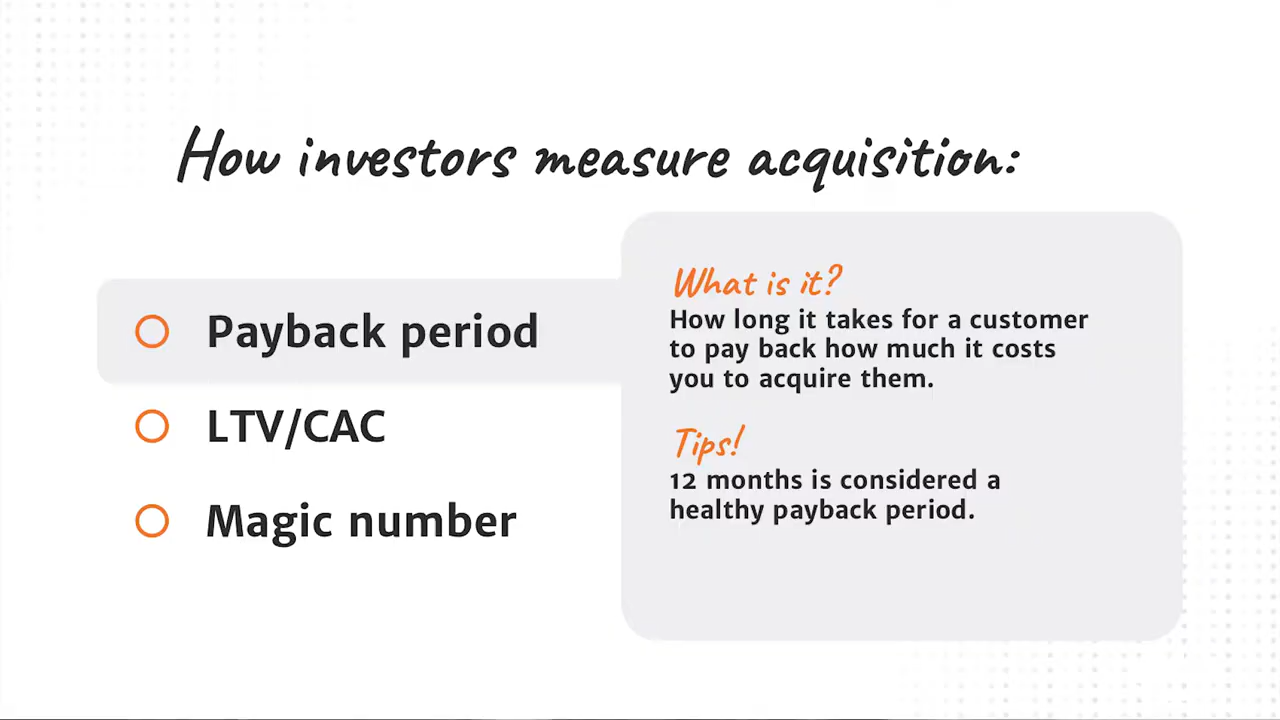 How investors measure acquisition:
Payback period
LTV/CAC
Magic number
What is it?
How long it takes for a customer
to pay back how much it costs
you to acquire them.
Tips!
12 months is considered a
healthy payback period.